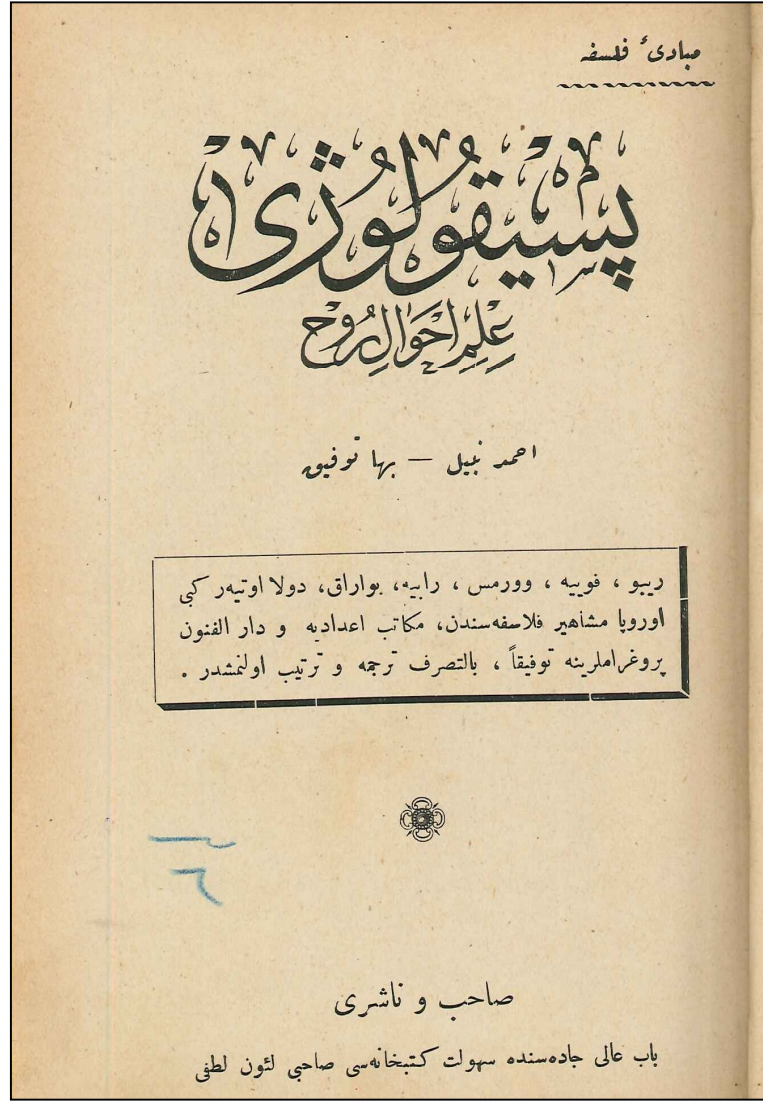 مبادیٔ فلسفه
پسیقولوژی
علم احوال روح
احمد نبیل — بها توفیق
ریبو ، فوییه ، وورمس ، رابیه، بواراق، دولا اوتیه‌ر کبی
اوروپا مشاهیر فلاسفه‌سندن، مکاتب اعدادیه و دار الفنون
پروغراملرینه توفیقاً ، بالتصرف ترجمه و ترتیب اولنمشدر .
صاحب و ناشری
باب عالی جاده‌سنده سهولت کتبخانه‌سی صاحبی لئون لطفی